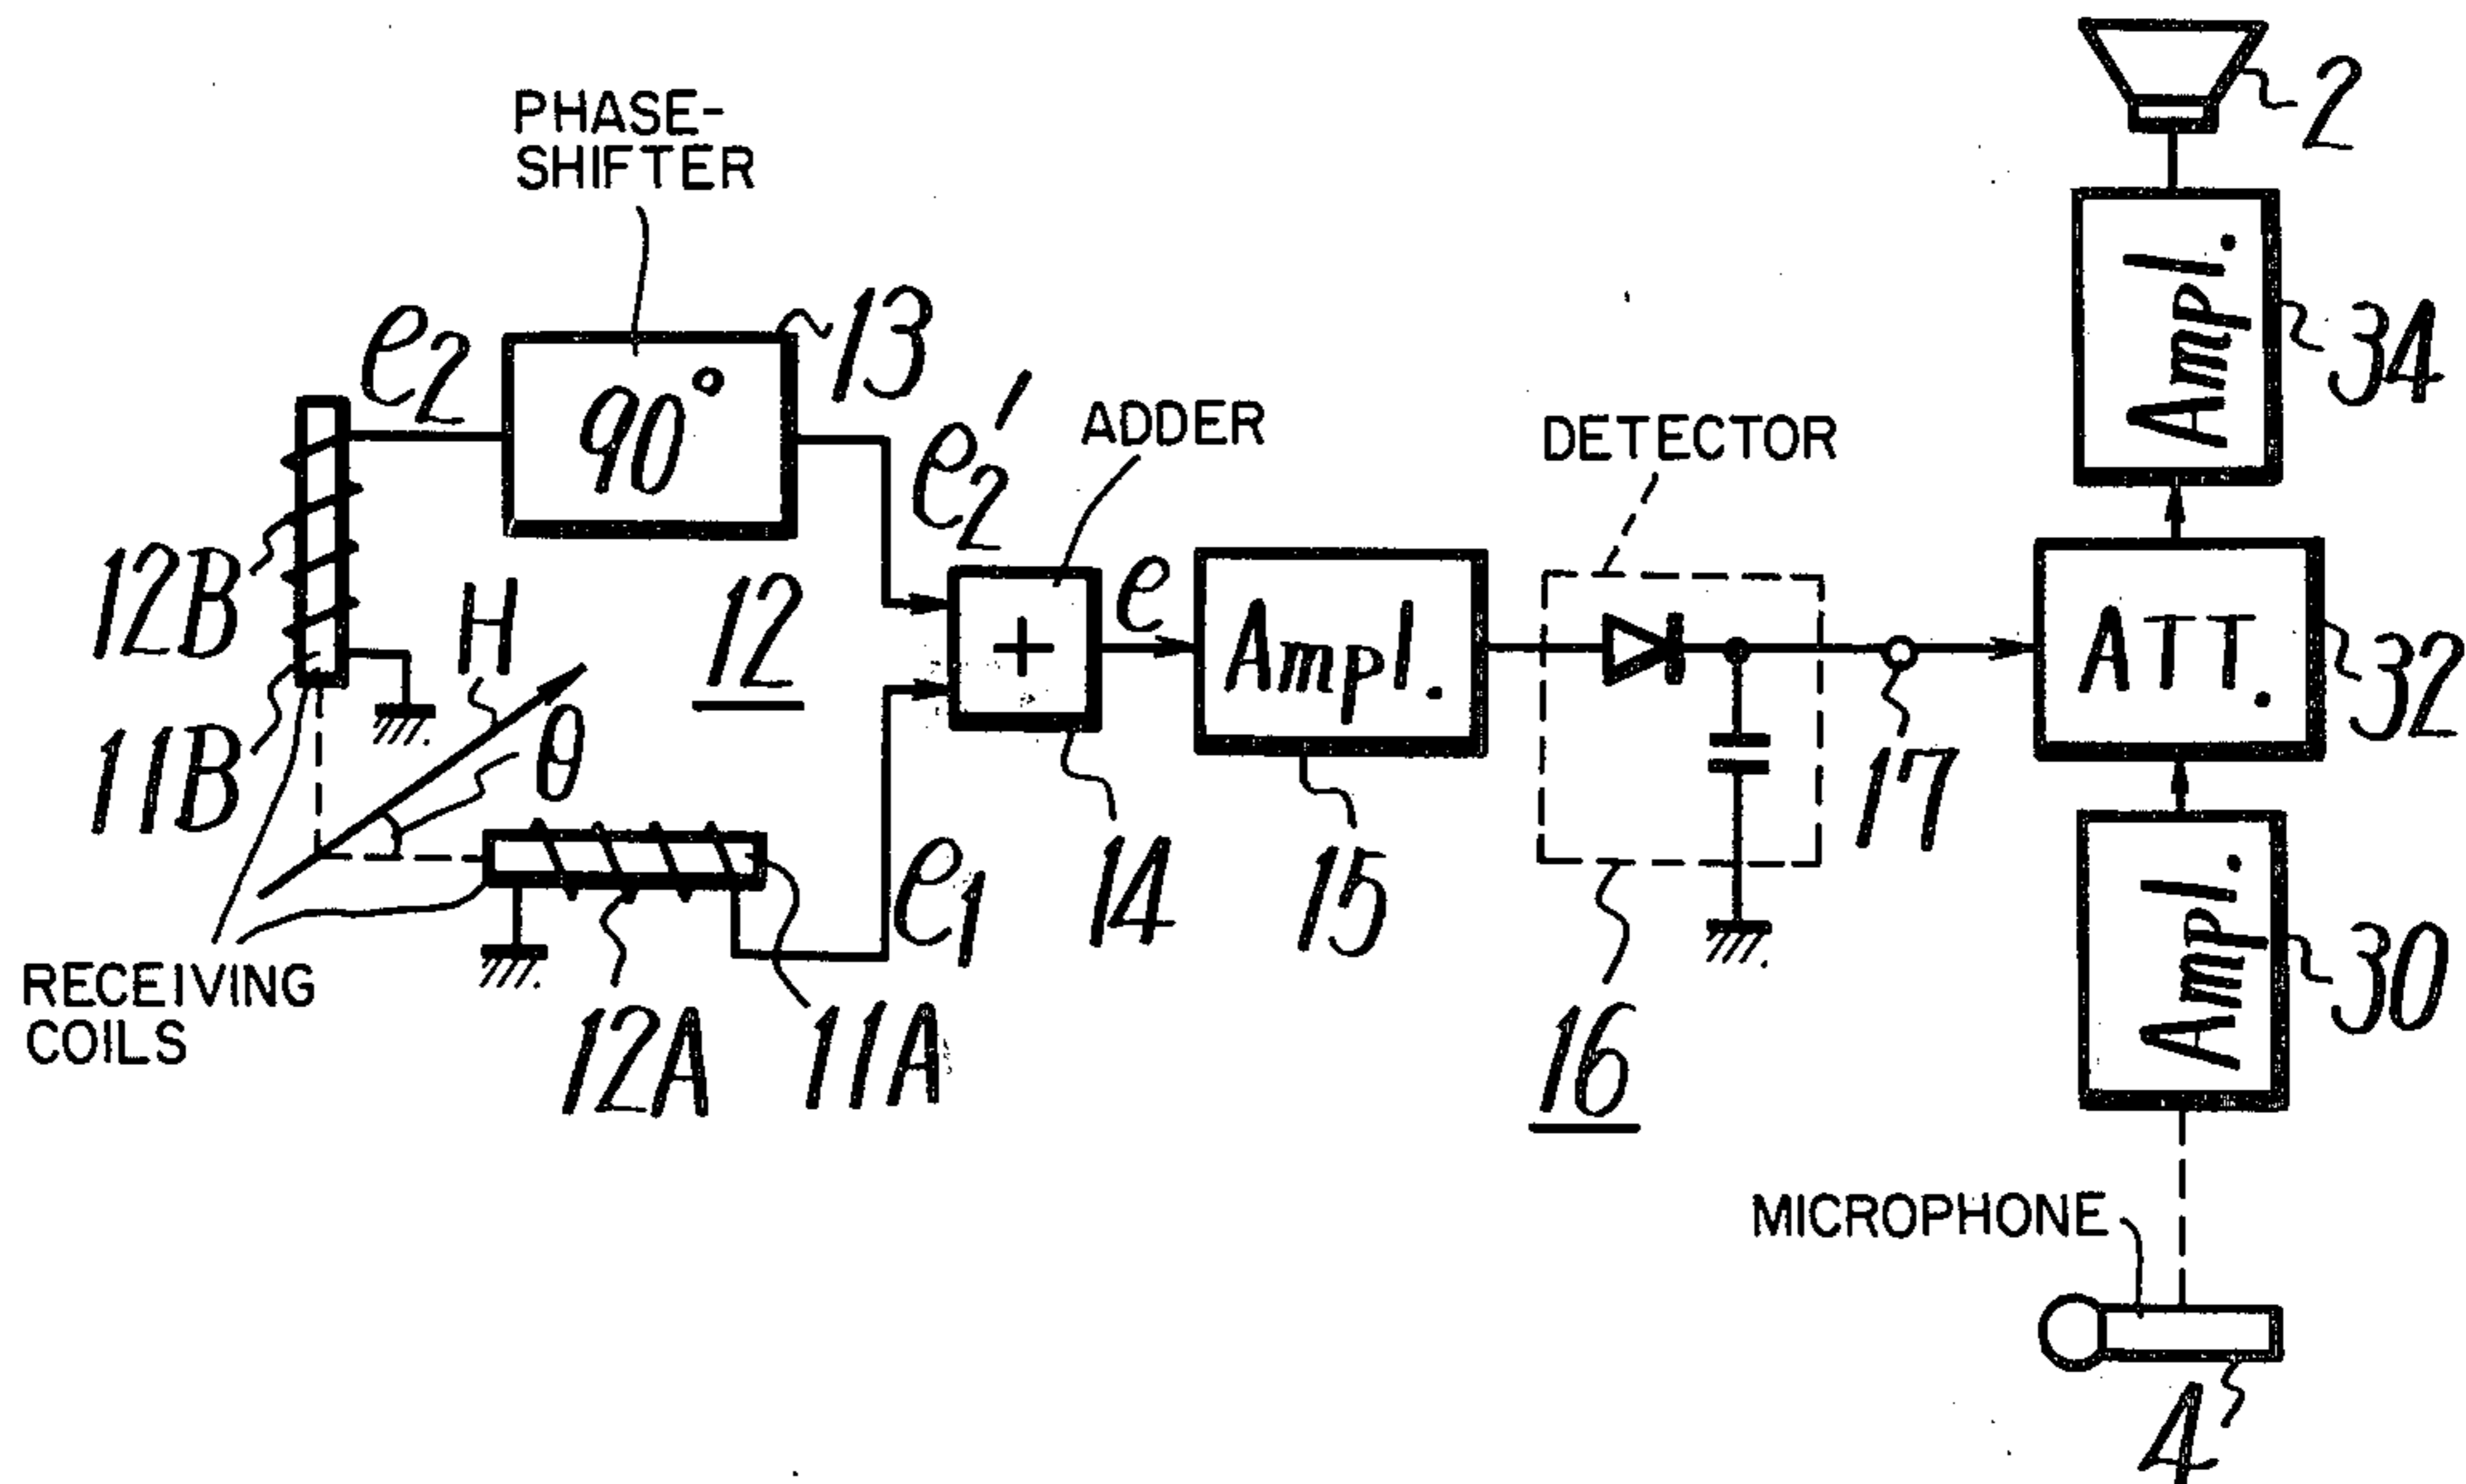 2
PHASE-
SHIFTER
Ampl.
34
13
e2
90°
e2'
ADDER
DETECTOR
12B
H
12
+
e
Ampl.
ATT.
32
11B
θ
17
e1
14
15
Ampl.
30
RECEIVING
COILS
12A
11A
16
MICROPHONE
4